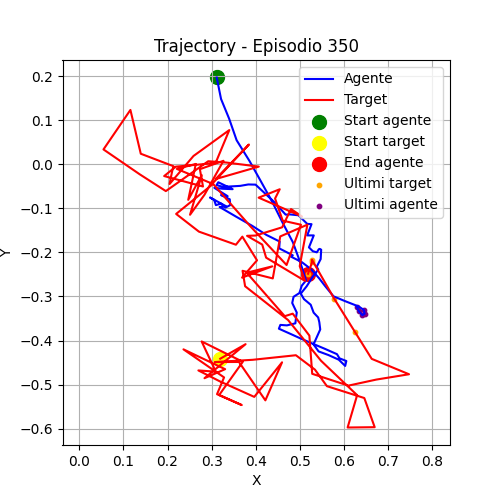 Trajectory - Episodio 350
Agente
Target
Start agente
Start target
End agente
Ultimi target
Ultimi agente
0.2
0.1
0.0
−0.1
−0.2
−0.3
−0.4
−0.5
−0.6
Y
0.0 0.1 0.2 0.3 0.4 0.5 0.6 0.7 0.8
X